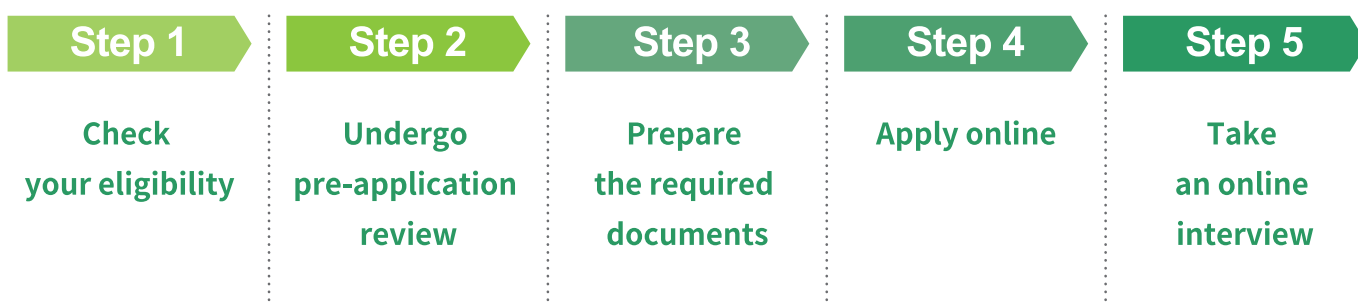 Step 1
Check
your eligibility
Step 2
Undergo
pre-application
review
Step 3
Prepare
the required
documents
Step 4
Apply online
Step 5
Take
an online
interview